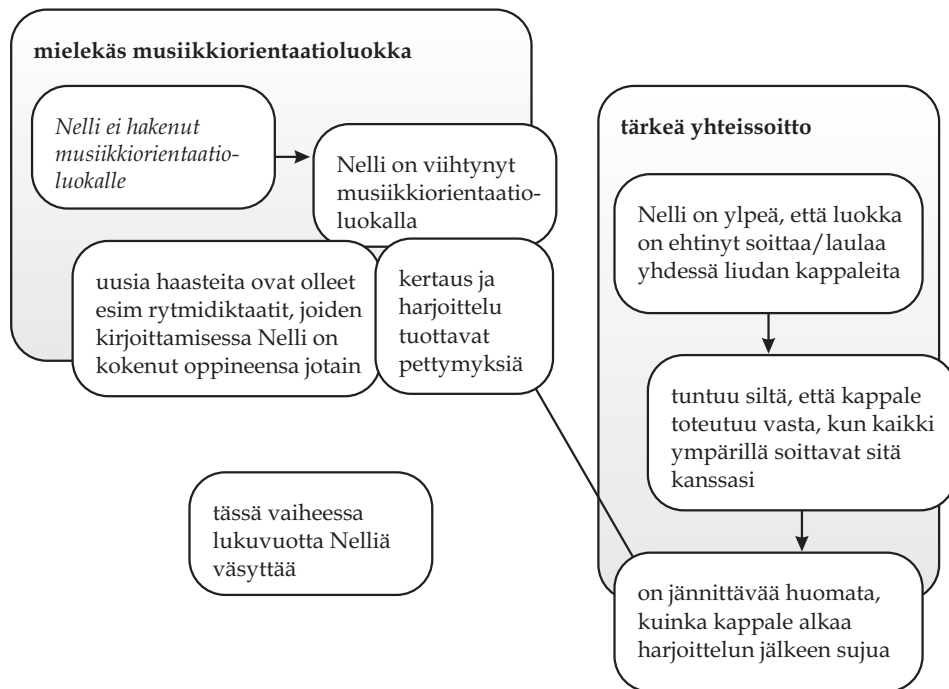 mielekäs musiikkiorientaatioluokka
Nelli ei hakenut
musiikkiorientaatio-
luokalle
Nelli on viihtynyt
musiikkiorientaatio-
luokalla
uusia haasteita ovat olleet
esim rytmidiktaatit, joiden
kirjoittamisessa Nelli on
kokenut oppineensa jotain
kertaus ja
harjoittelu
tuottavat
pettymyksiä
tässä vaiheessa
lukuvuotta Nelliä
väsyttää
tärkeä yhteissoitto
Nelli on ylpeä, että luokka
on ehtinyt soittaa/laulaa
yhdessä liudan kappaleita
tuntuu siltä, että kappale
toteutuu vasta, kun kaikki
ympärillä soittavat sitä
kanssasi
on jännittävää huomata,
kuinka kappale alkaa
harjoittelun jälkeen sujua